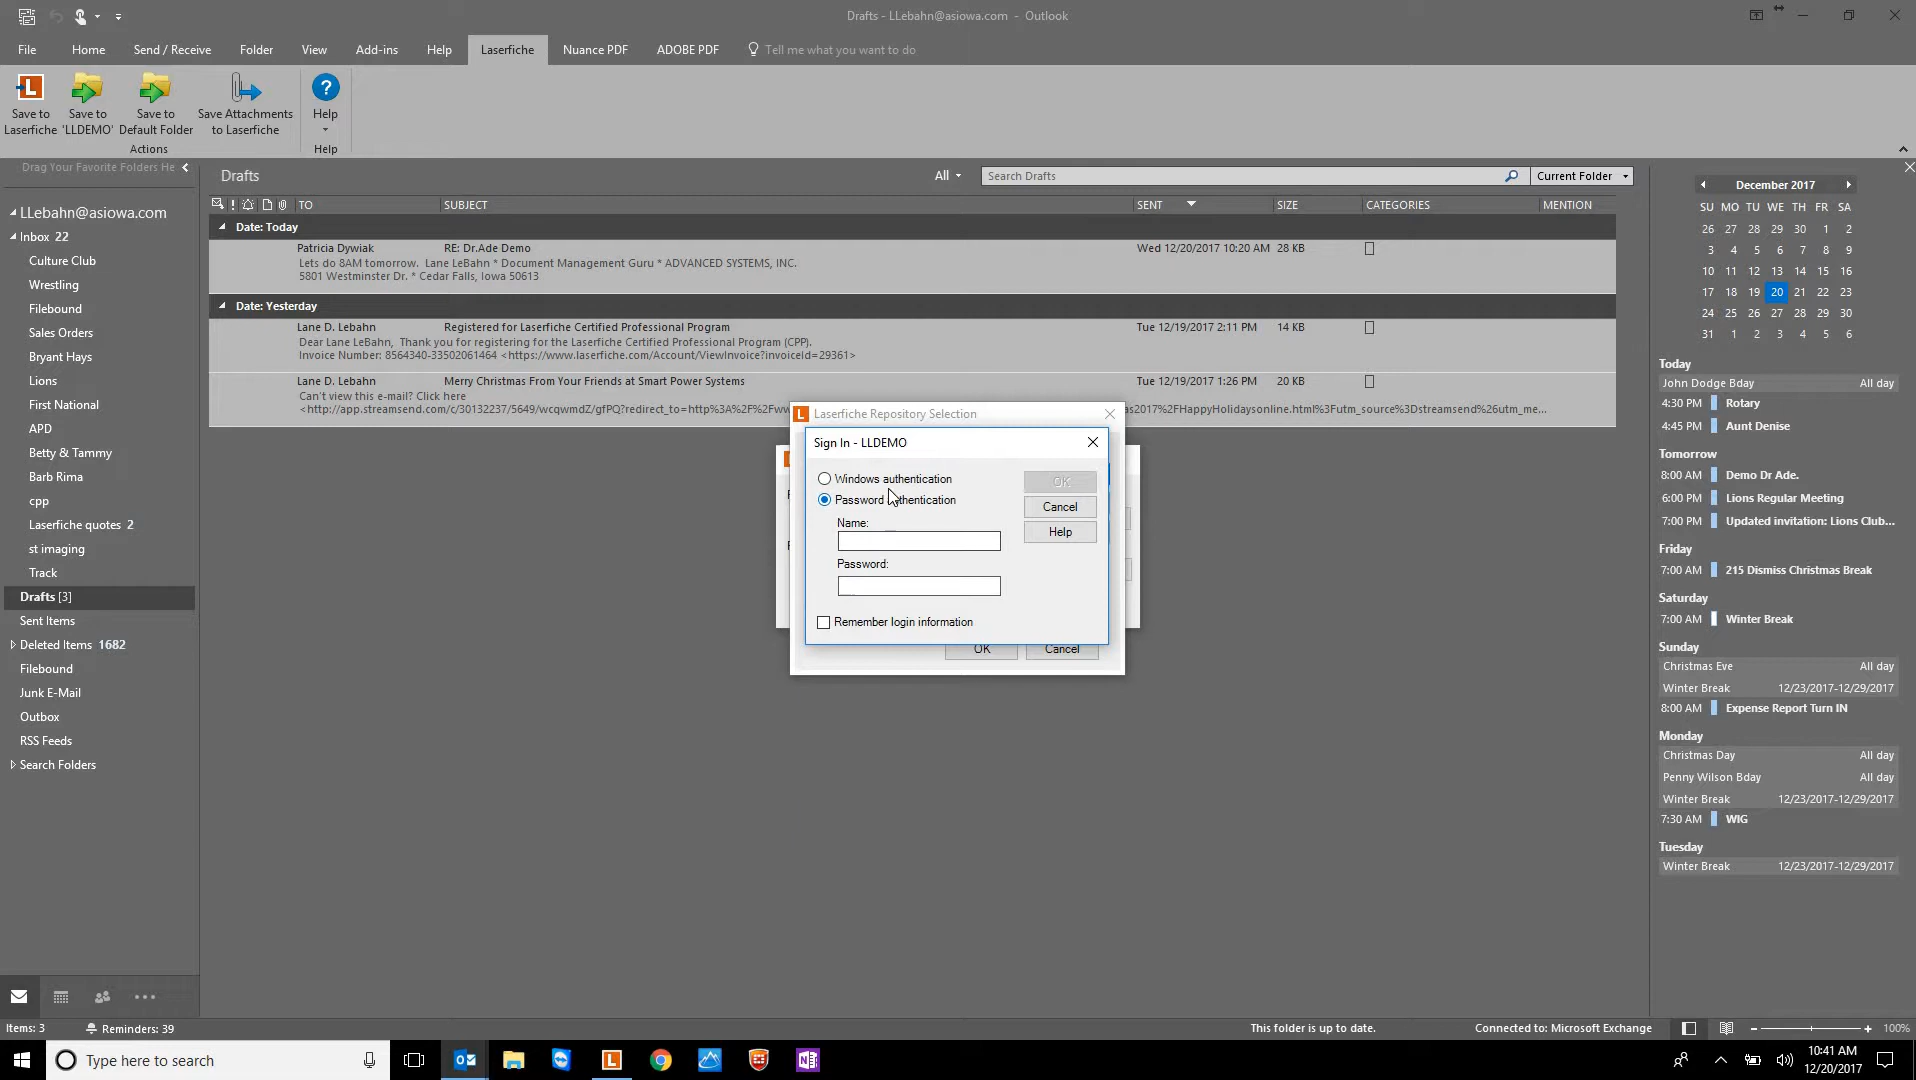 Drafts - LLebahn@asiowa.com - Outlook
File Home Send / Receive Folder View Add-ins Help Laserfiche Nuance PDF ADOBE PDF Tell me what you want to do
Save to Laserfiche
Save to 'LLDEMO'
Save to Default Folder
Save Attachments to Laserfiche
Help
Actions
Help
Drag Your Favorite Folders He
LLebahn@asiowa.com
Inbox 22
Culture Club
Wrestling
Filebound
Sales Orders
Bryant Hays
Lions
First National
APD
Betty & Tammy
Barb Rima
cpp
Laserfiche quotes 2
st imaging
Track
Drafts [3]
Sent Items
Deleted Items 1682
Filebound
Junk E-Mail
Outbox
RSS Feeds
Search Folders
Drafts
All
Search Drafts
Current Folder
TO SUBJECT SENT SIZE CATEGORIES MENTION
Date: Today
Patricia Dywiak RE: Dr.Ade Demo Wed 12/20/2017 10:20 AM 28 KB
Lets do 8AM tomorrow. Lane LeBahn * Document Management Guru * ADVANCED SYSTEMS, INC.
5801 Westminster Dr. * Cedar Falls, Iowa 50613
Date: Yesterday
Lane D. Lebahn Registered for Laserfiche Certified Professional Program Tue 12/19/2017 2:11 PM 14 KB
Dear Lane LeBahn, Thank you for registering for the Laserfiche Certified Professional Program (CPP).
Invoice Number: 8564340-33502061464 <https://www.laserfiche.com/Account/ViewInvoice?invoiceId=29361>
Lane D. Lebahn Merry Christmas From Your Friends at Smart Power Systems Tue 12/19/2017 1:26 PM 20 KB
Can't view this e-mail? Click here
<http://app.streamsend.com/c/30132237/5649/wcqwmdZ/gfPQ?redirect_to=http%3A%2F%2Fw as2017%2FHappyHolidaysonline.html%3Futm_source%3Dstreamsend%26utm_me...
Laserfiche Repository Selection
Sign In - LLDEMO
Windows authentication
Password authentication
Name:
Password:
Remember login information
OK
Cancel
Help
OK Cancel
December 2017
SU MO TU WE TH FR SA
26 27 28 29 30 1 2
3 4 5 6 7 8 9
10 11 12 13 14 15 16
17 18 19 20 21 22 23
24 25 26 27 28 29 30
31 1 2 3 4 5 6
Today
John Dodge Bday All day
4:30 PM Rotary
4:45 PM Aunt Denise
Tomorrow
8:00 AM Demo Dr Ade.
6:00 PM Lions Regular Meeting
7:00 PM Updated invitation: Lions Club...
Friday
7:00 AM 215 Dismiss Christmas Break
Saturday
7:00 AM Winter Break
Sunday
Christmas Eve All day
Winter Break 12/23/2017-12/29/2017
8:00 AM Expense Report Turn IN
Monday
Christmas Day All day
Penny Wilson Bday All day
Winter Break 12/23/2017-12/29/2017
7:30 AM WIG
Tuesday
Winter Break 12/23/2017-12/29/2017
Items: 3 Reminders: 39 This folder is up to date. Connected to: Microsoft Exchange 100%
Type here to search
10:41 AM
12/20/2017